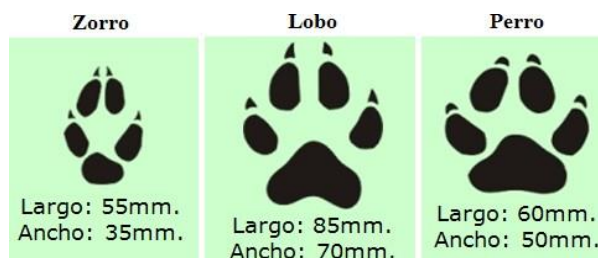 Zorro
Largo: 55mm.
Ancho: 35mm.
Lobo
Largo: 85mm.
Ancho: 70mm.
Perro
Largo: 60mm.
Ancho: 50mm.